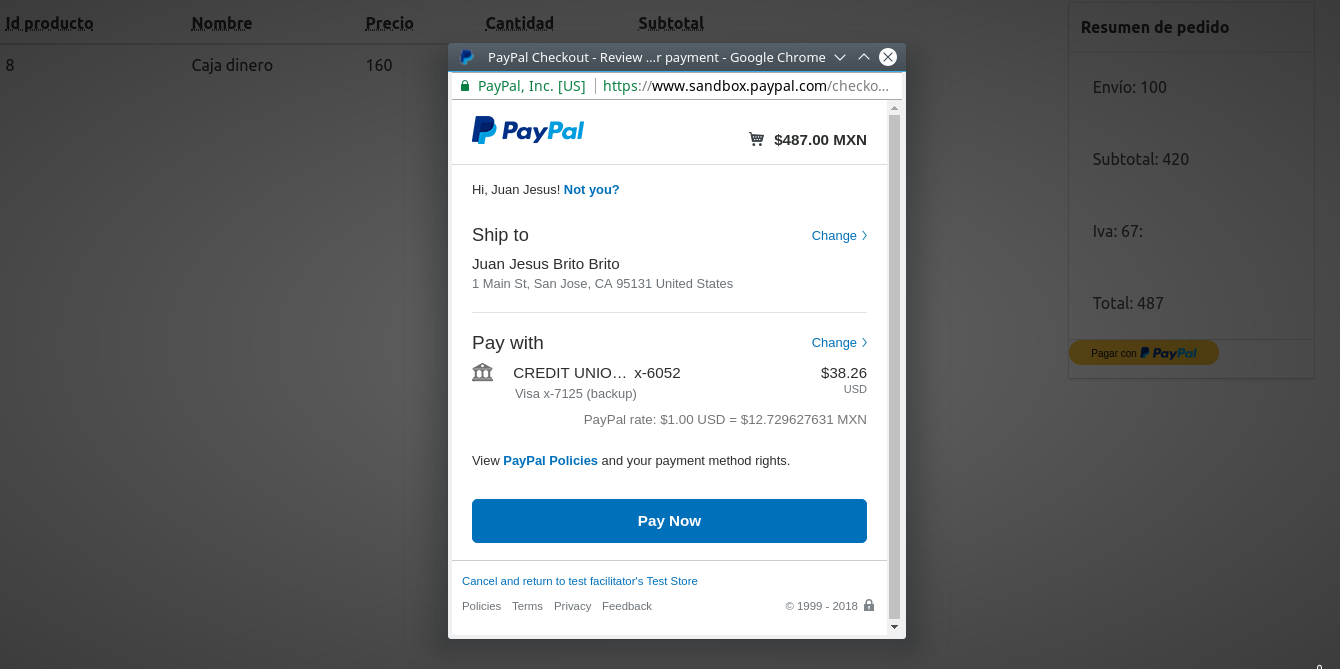 Id producto Nombre Precio Cantidad Subtotal
8 Caja dinero 160
Resumen de pedido
Envío: 100
Subtotal: 420
Iva: 67:
Total: 487
Pagar con PayPal
PayPal Checkout - Review ...r payment - Google Chrome
PayPal, Inc. [US] https://www.sandbox.paypal.com/checko...
PayPal $487.00 MXN
Hi, Juan Jesus! Not you?
Ship to Change
Juan Jesus Brito Brito
1 Main St, San Jose, CA 95131 United States
Pay with Change
CREDIT UNIO... x-6052 $38.26
Visa x-7125 (backup) USD
PayPal rate: $1.00 USD = $12.729627631 MXN
View PayPal Policies and your payment method rights.
Pay Now
Cancel and return to test facilitator's Test Store
Policies Terms Privacy Feedback © 1999 - 2018